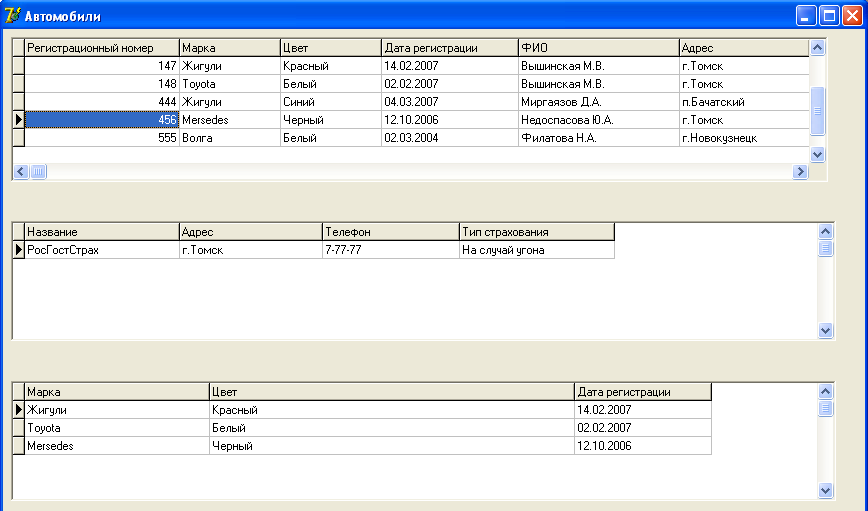 Автомобили
Регистрационный номер Марка Цвет Дата регистрации ФИО Адрес
147 Жигули Красный 14.02.2007 Вышинская М.В. г.Томск
148 Toyota Белый 02.02.2007 Вышинская М.В. г.Томск
444 Жигули Синий 04.03.2007 Миргаязов Д.А. п.Бачатский
456 Mersedes Черный 12.10.2006 Недоспасова Ю.А. г.Томск
555 Волга Белый 02.03.2004 Филатова Н.А. г.Новокузнецк
Название Адрес Телефон Тип страхования
РосГостСтрах г.Томск 7-77-77 На случай угона
Марка Цвет Дата регистрации
Жигули Красный 14.02.2007
Toyota Белый 02.02.2007
Mersedes Черный 12.10.2006